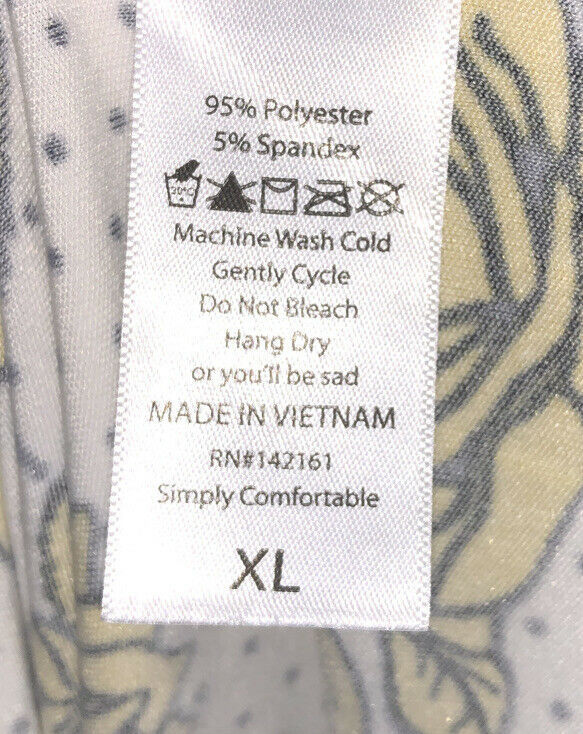 95% Polyester
5% Spandex
30°C
Machine Wash Cold
Gently Cycle
Do Not Bleach
Hang Dry
or you'll be sad
MADE IN VIETNAM
RN#142161
Simply Comfortable
XL